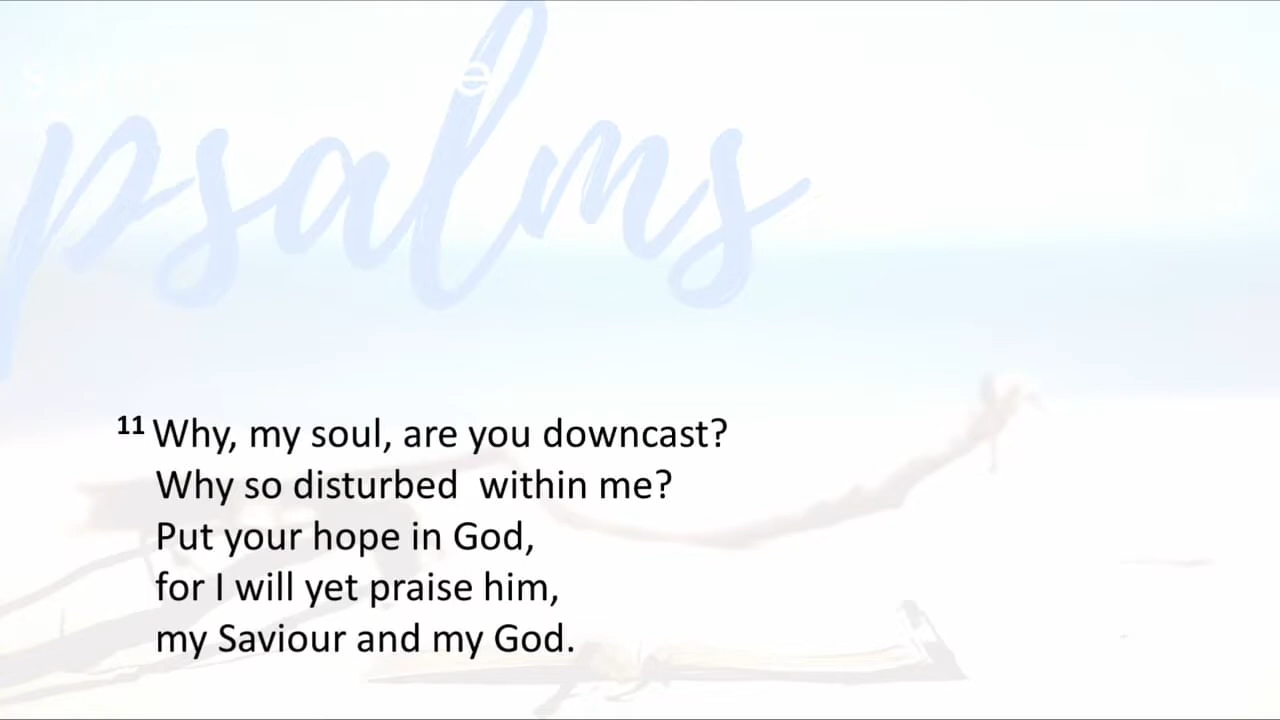 psalms
11 Why, my soul, are you downcast?
Why so disturbed  within me?
Put your hope in God,
for I will yet praise him,
my Saviour and my God.